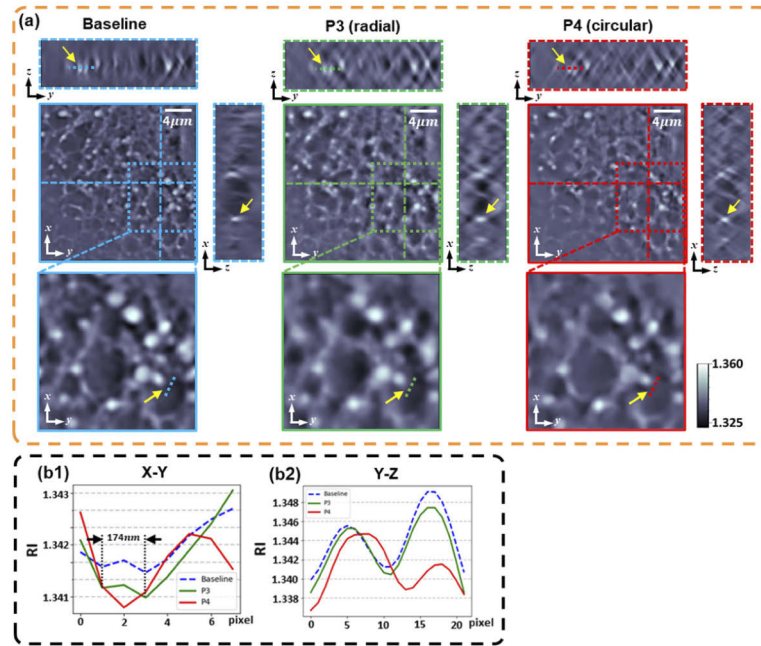 (a)
Baseline
P3 (radial)
P4 (circular)
z
y
z
y
z
y
4μm
4μm
4μm
x
y
x
z
x
y
x
z
x
y
x
z
x
y
x
y
x
y
1.360
1.325
(b1)
X-Y
(b2)
Y-Z
1.343
1.342
1.341
RI
174nm
Baseline
P3
P4
0
2
4
6
pixel
1.348
1.346
1.344
1.342
1.340
1.338
RI
Baseline
P3
P4
0
5
10
15
20
pixel